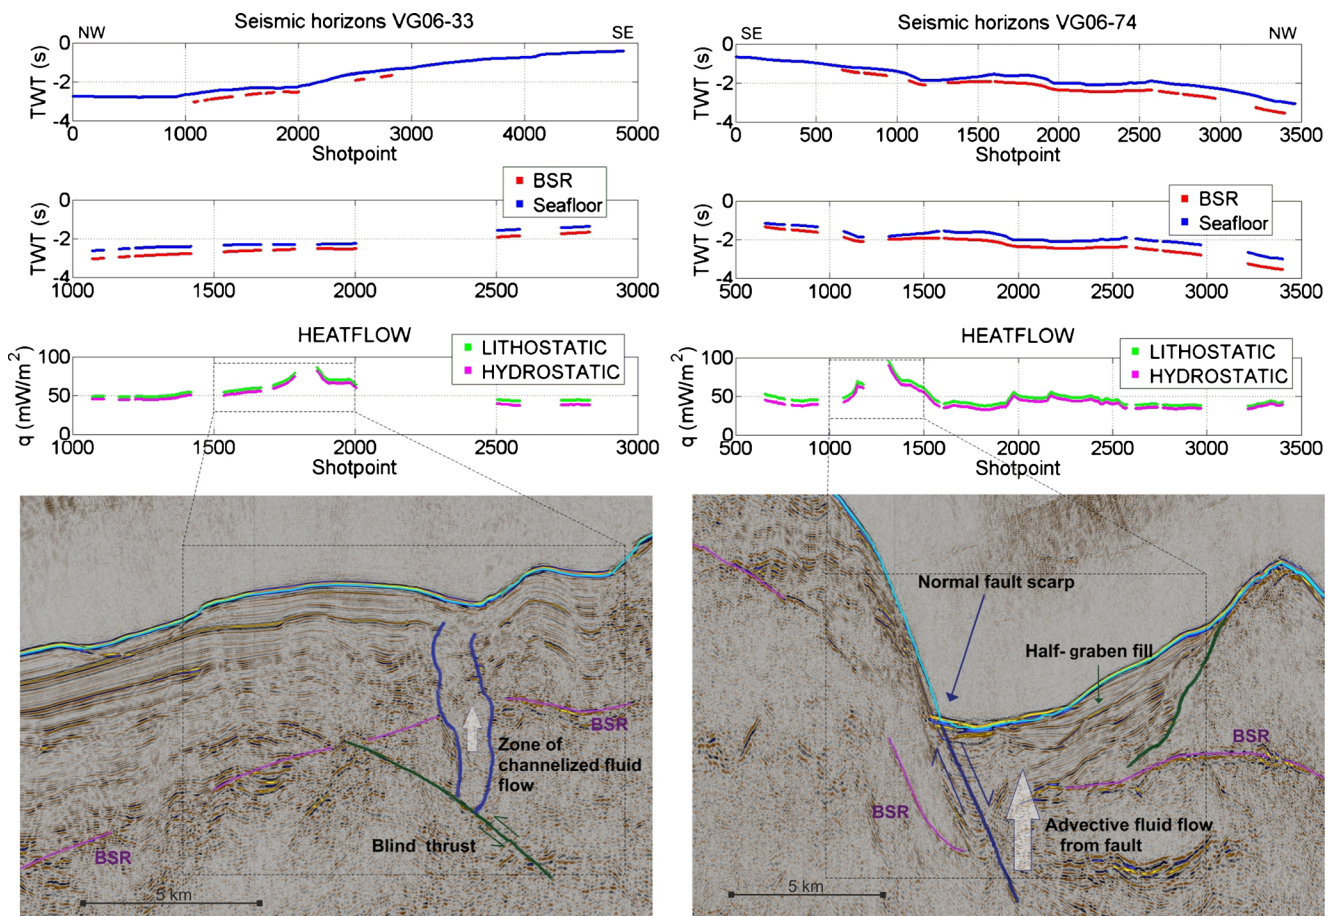 Seismic horizons VG06-33
NW
SE
TWT (s)
0
-2
-4
0
1000
2000
3000
4000
5000
Shotpoint
TWT (s)
0
-2
-4
BSR
Seafloor
1000
1500
2000
2500
3000
HEATFLOW
q (mW/m²)
100
50
0
LITHOSTATIC
HYDROSTATIC
1000
1500
2000
2500
3000
Shotpoint
BSR
Zone of
channelized fluid
flow
Blind thrust
BSR
5 km
Seismic horizons VG06-74
SE
NW
TWT (s)
0
-2
-4
0
500
1000
1500
2000
2500
3000
3500
Shotpoint
TWT (s)
0
-2
-4
BSR
Seafloor
500
1000
1500
2000
2500
3000
3500
HEATFLOW
q (mW/m²)
100
50
0
LITHOSTATIC
HYDROSTATIC
500
1000
1500
2000
2500
3000
3500
Shotpoint
Normal fault scarp
Half- graben fill
BSR
BSR
Advective fluid flow
from fault
5 km